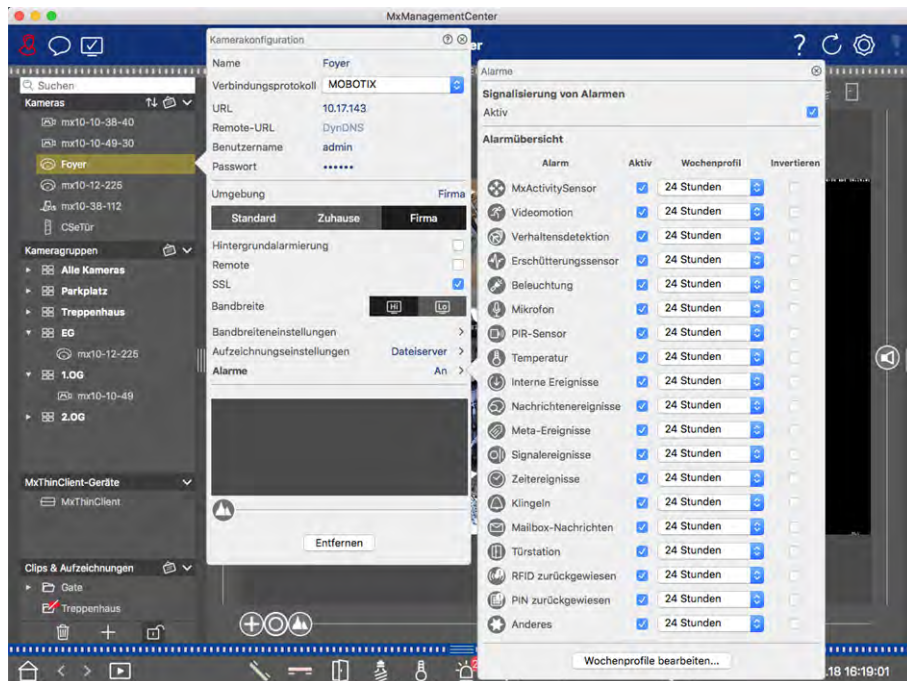 MxManagementCenter
er
Suchen
Kameras
mx10-10-38-40
mx10-10-49-30
Foyer
mx10-12-225
mx10-38-112
CSeTür
Kameragruppen
Alle Kameras
Parkplatz
Treppenhaus
EG
mx10-12-225
1.OG
mx10-10-49
2.OG
MxThinClient-Geräte
MxThinClient
Clips & Aufzeichnungen
Gate
Treppenhaus
Kamerakonfiguration
Name Foyer
Verbindungsprotokoll MOBOTIX
URL 10.17.143
Remote-URL DynDNS
Benutzername admin
Passwort ••••••
Umgebung Firma
Standard Zuhause Firma
Hintergrundalarmierung
Remote
SSL
Bandbreite Hi Lo
Bandbreiteneinstellungen
Aufzeichnungseinstellungen Dateiserver
Alarme An
Entfernen
Alarme
Signalisierung von Alarmen
Aktiv
Alarmübersicht
Alarm Aktiv Wochenprofil Invertieren
MxActivitySensor 24 Stunden
Videomotion 24 Stunden
Verhaltensdetektion 24 Stunden
Erschütterungssensor 24 Stunden
Beleuchtung 24 Stunden
Mikrofon 24 Stunden
PIR-Sensor 24 Stunden
Temperatur 24 Stunden
Interne Ereignisse 24 Stunden
Nachrichtenereignisse 24 Stunden
Meta-Ereignisse 24 Stunden
Signalereignisse 24 Stunden
Zeitereignisse 24 Stunden
Klingeln 24 Stunden
Mailbox-Nachrichten 24 Stunden
Türstation 24 Stunden
RFID zurückgewiesen 24 Stunden
PIN zurückgewiesen 24 Stunden
Anderes 24 Stunden
Wochenprofile bearbeiten...
.18 16:19:01